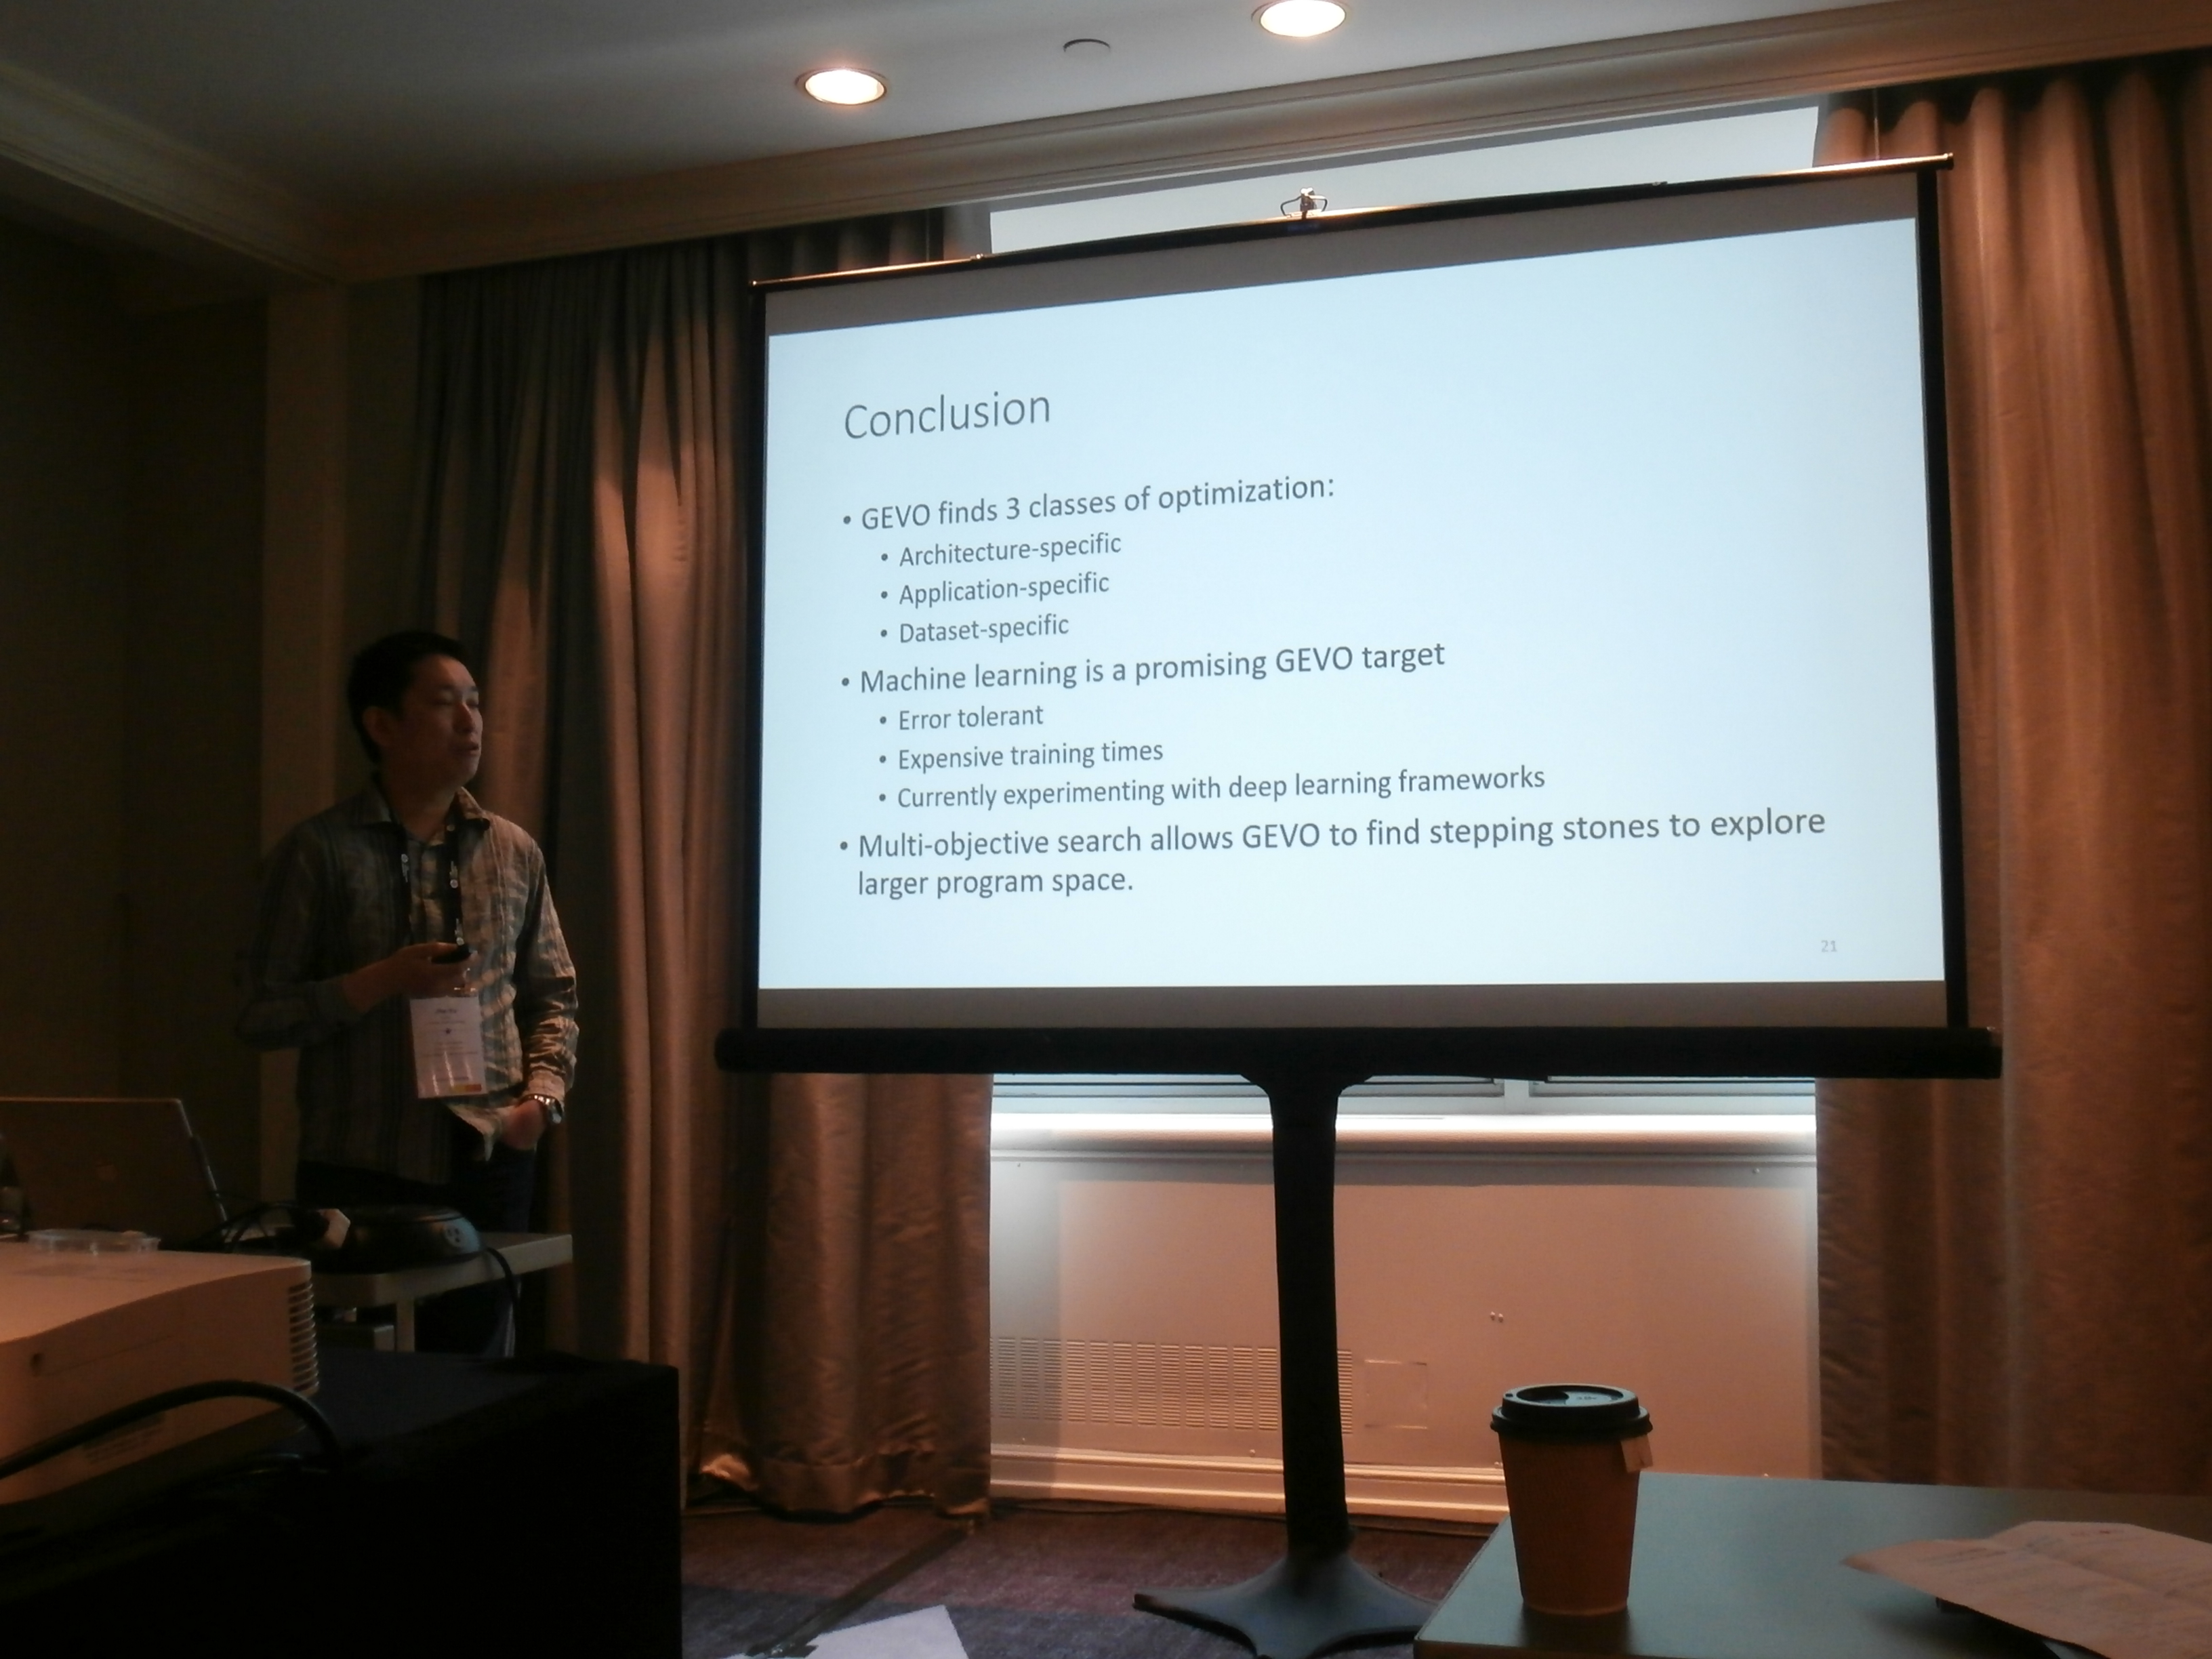 Conclusion
• GEVO finds 3 classes of optimization:
• Architecture-specific
• Application-specific
• Dataset-specific
• Machine learning is a promising GEVO target
• Error tolerant
• Expensive training times
• Currently experimenting with deep learning frameworks
• Multi-objective search allows GEVO to find stepping stones to explore
larger program space.
21